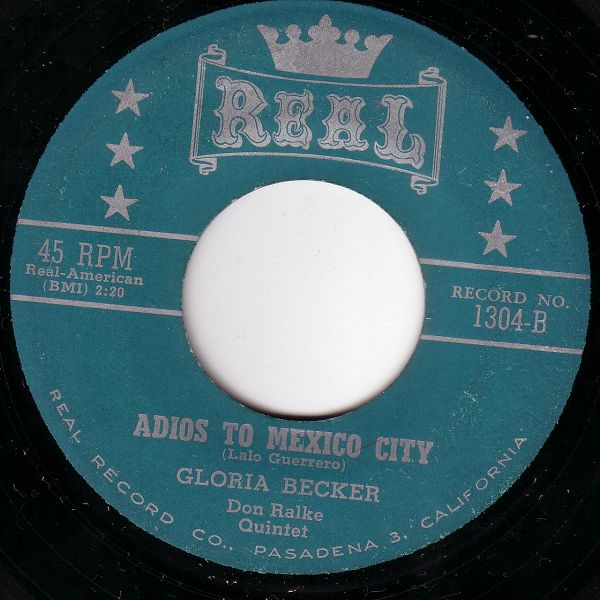 REAL
45 RPM
Real-American
(BMI) 2:20
RECORD NO.
1304-B
ADIOS TO MEXICO CITY
(Lalo Guerrero)
GLORIA BECKER
Don Ralke
Quintet
REAL RECORD CO., PASADENA 3, CALIFORNIA